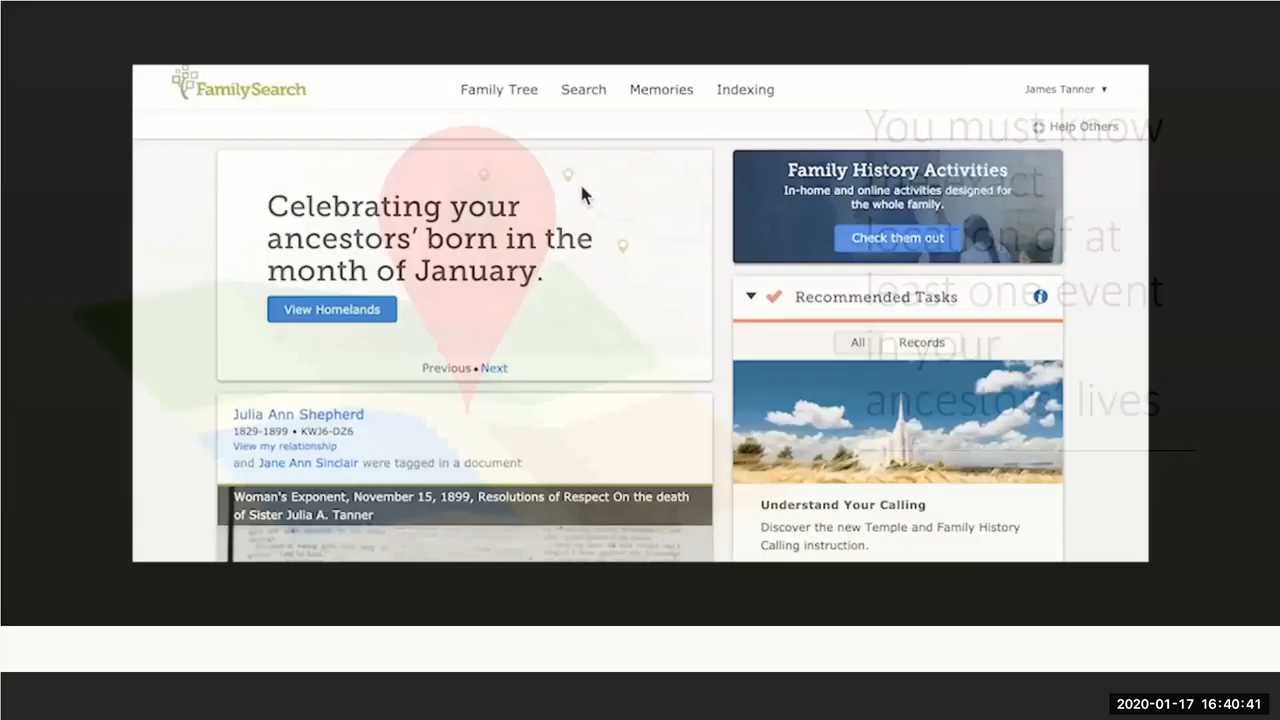 FamilySearch
Family Tree Search Memories Indexing
James Tanner ▼
Help Others
Celebrating your
ancestors’ born in the
month of January.
View Homelands
Previous • Next
Julia Ann Shepherd
1829-1899 • KWJ6-DZ6
View my relationship
and Jane Ann Sinclair were tagged in a document
Woman's Exponent, November 15, 1899, Resolutions of Respect On the death
of Sister Julia A. Tanner
Family History Activities
In-home and online activities designed for
the whole family.
Check them out
Recommended Tasks
All Records
Understand Your Calling
Discover the new Temple and Family History
Calling instruction.
You must know
exact
location of at
least one event
in your
ancestors' lives
2020-01-17 16:40:41